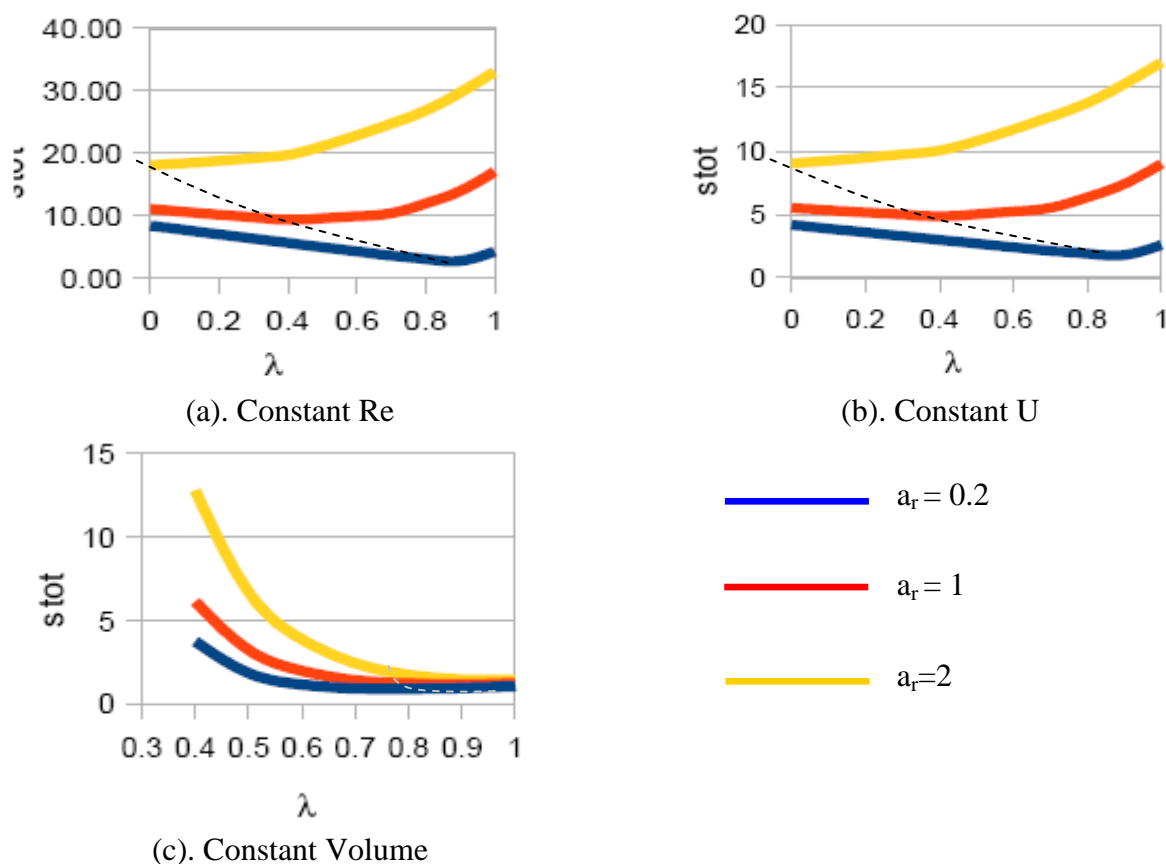 40.00
30.00
20.00
10.00
0.00
stot
0 0.2 0.4 0.6 0.8 1
λ
(a). Constant Re
20
15
10
5
0
stot
0 0.2 0.4 0.6 0.8 1
λ
(b). Constant U
15
10
5
0
stot
0.3 0.4 0.5 0.6 0.7 0.8 0.9 1
λ
(c). Constant Volume
aᵣ = 0.2
aᵣ = 1
aᵣ=2